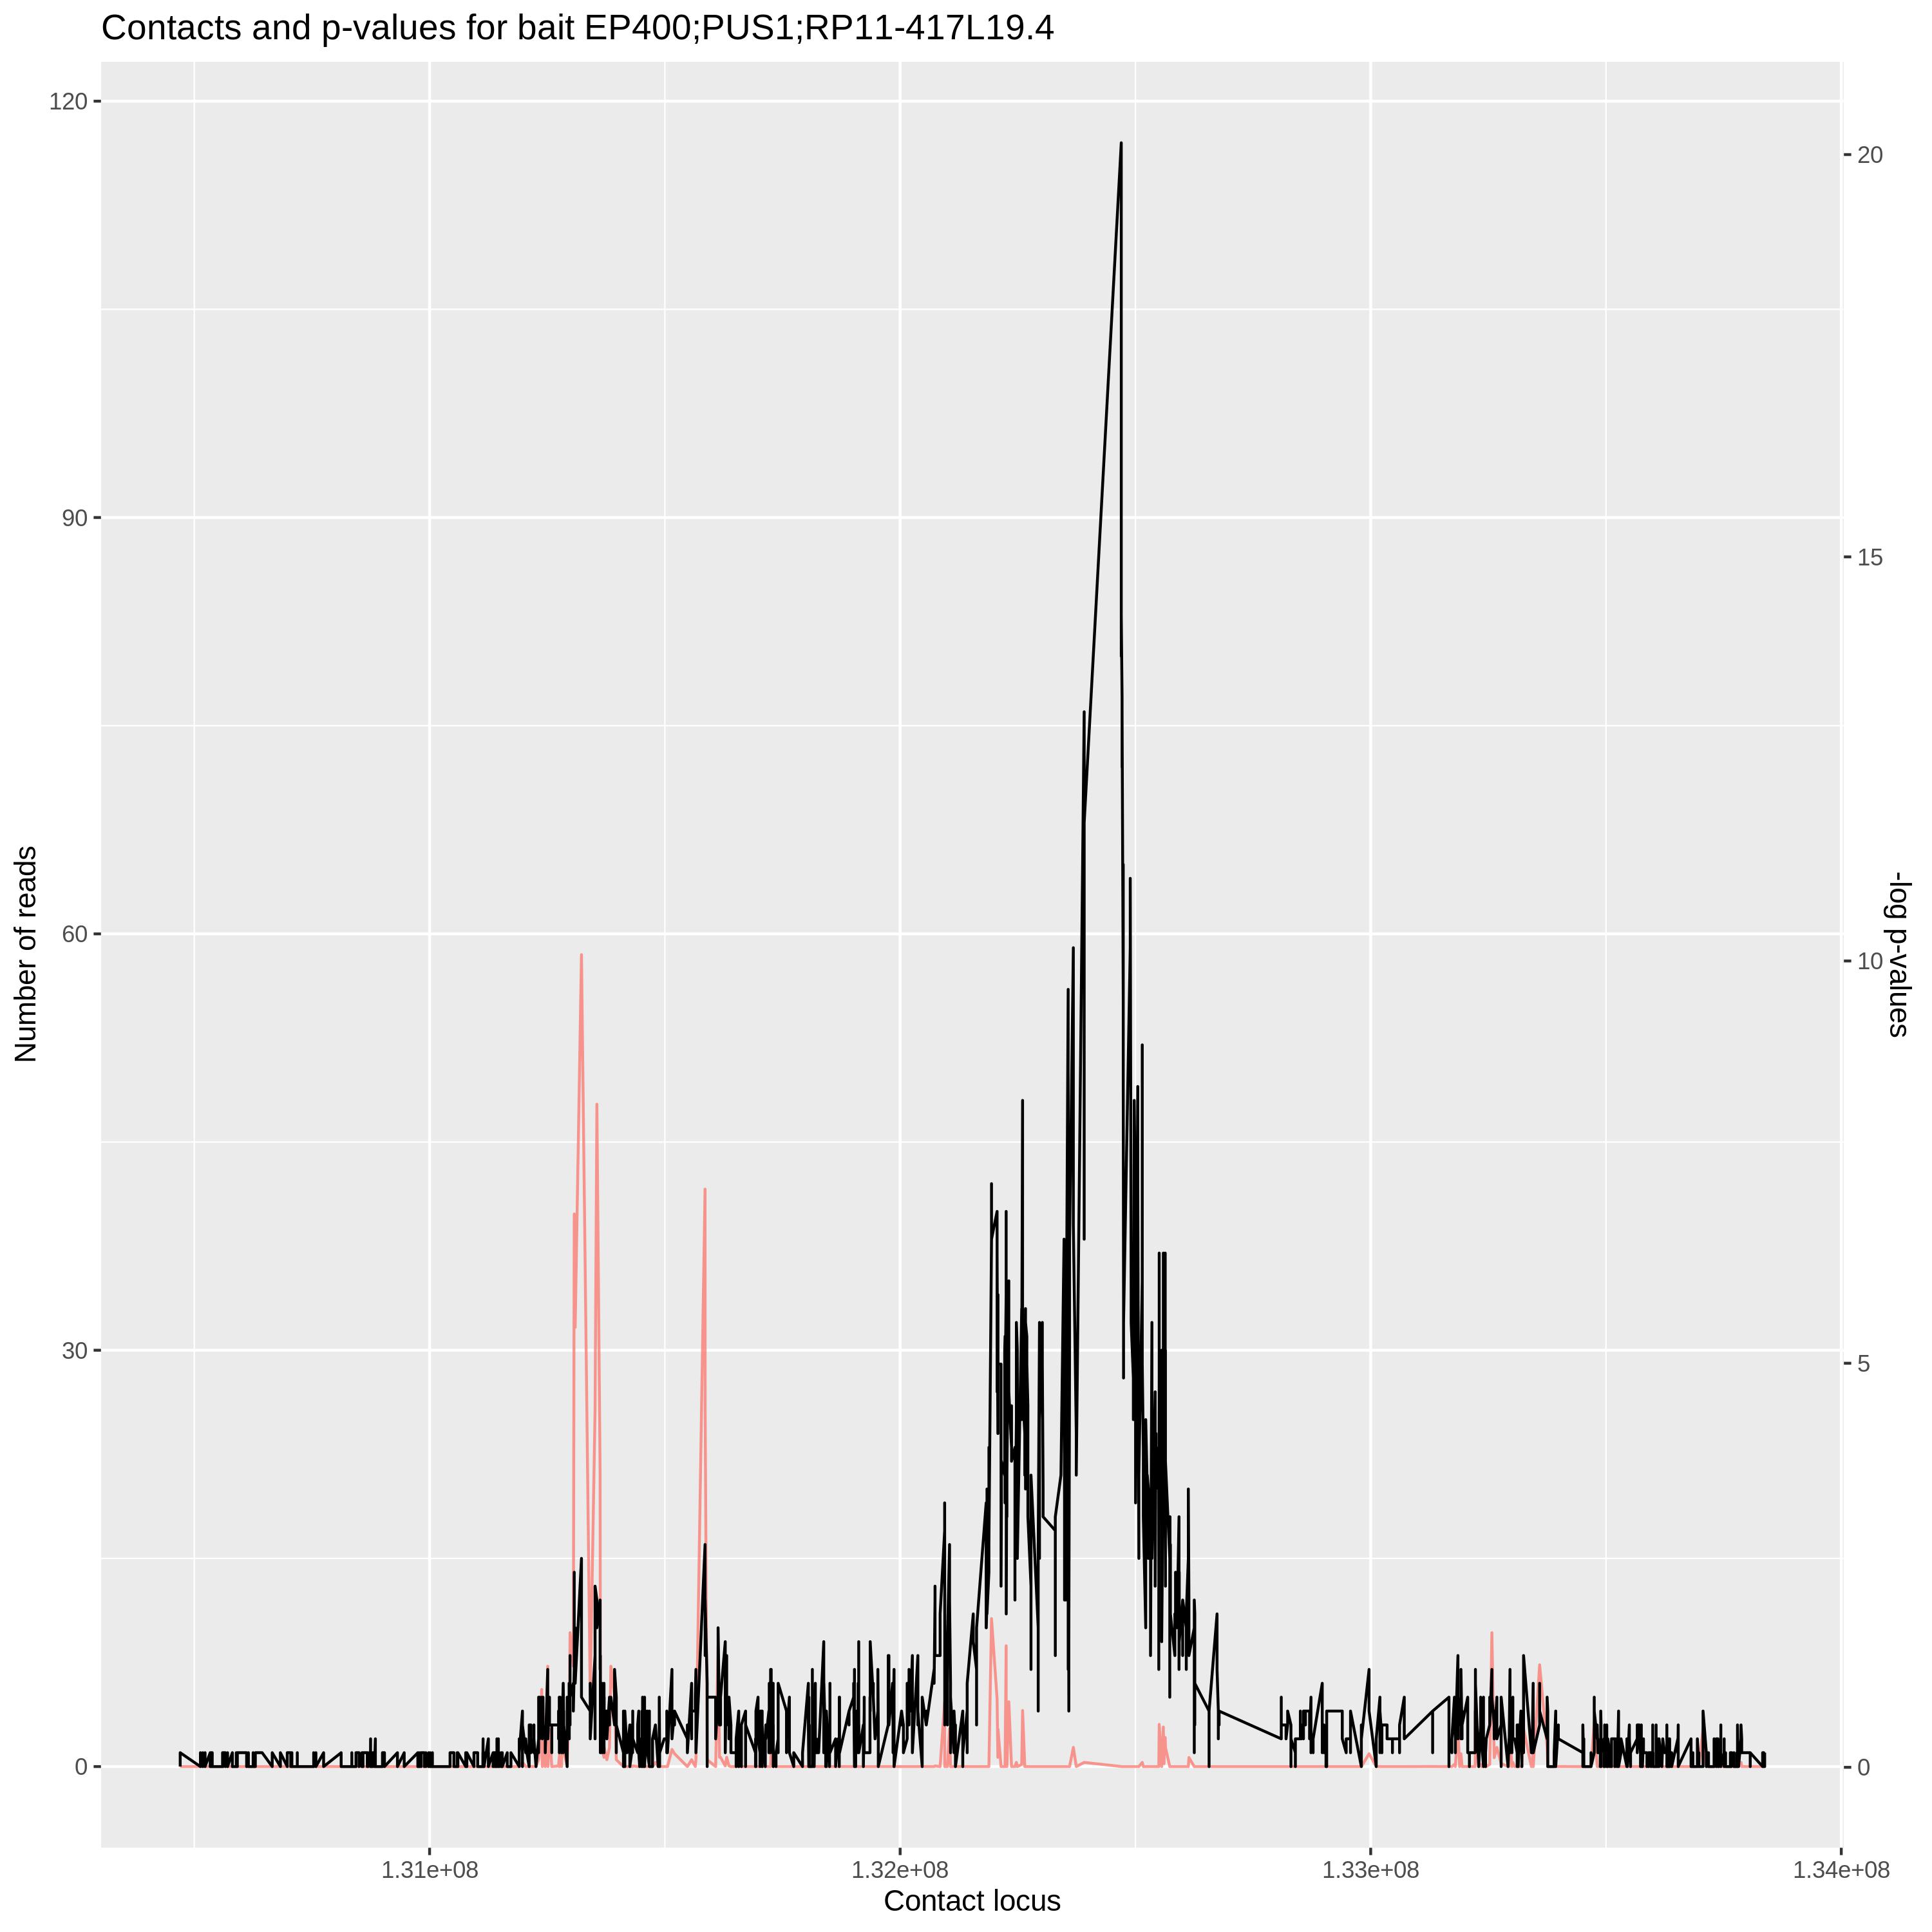 Contacts and p-values for bait EP400;PUS1;RP11-417L19.4
120
90
60
30
0
Number of reads
20
15
10
5
0
-log p-values
1.31e+08
1.32e+08
1.33e+08
1.34e+08
Contact locus